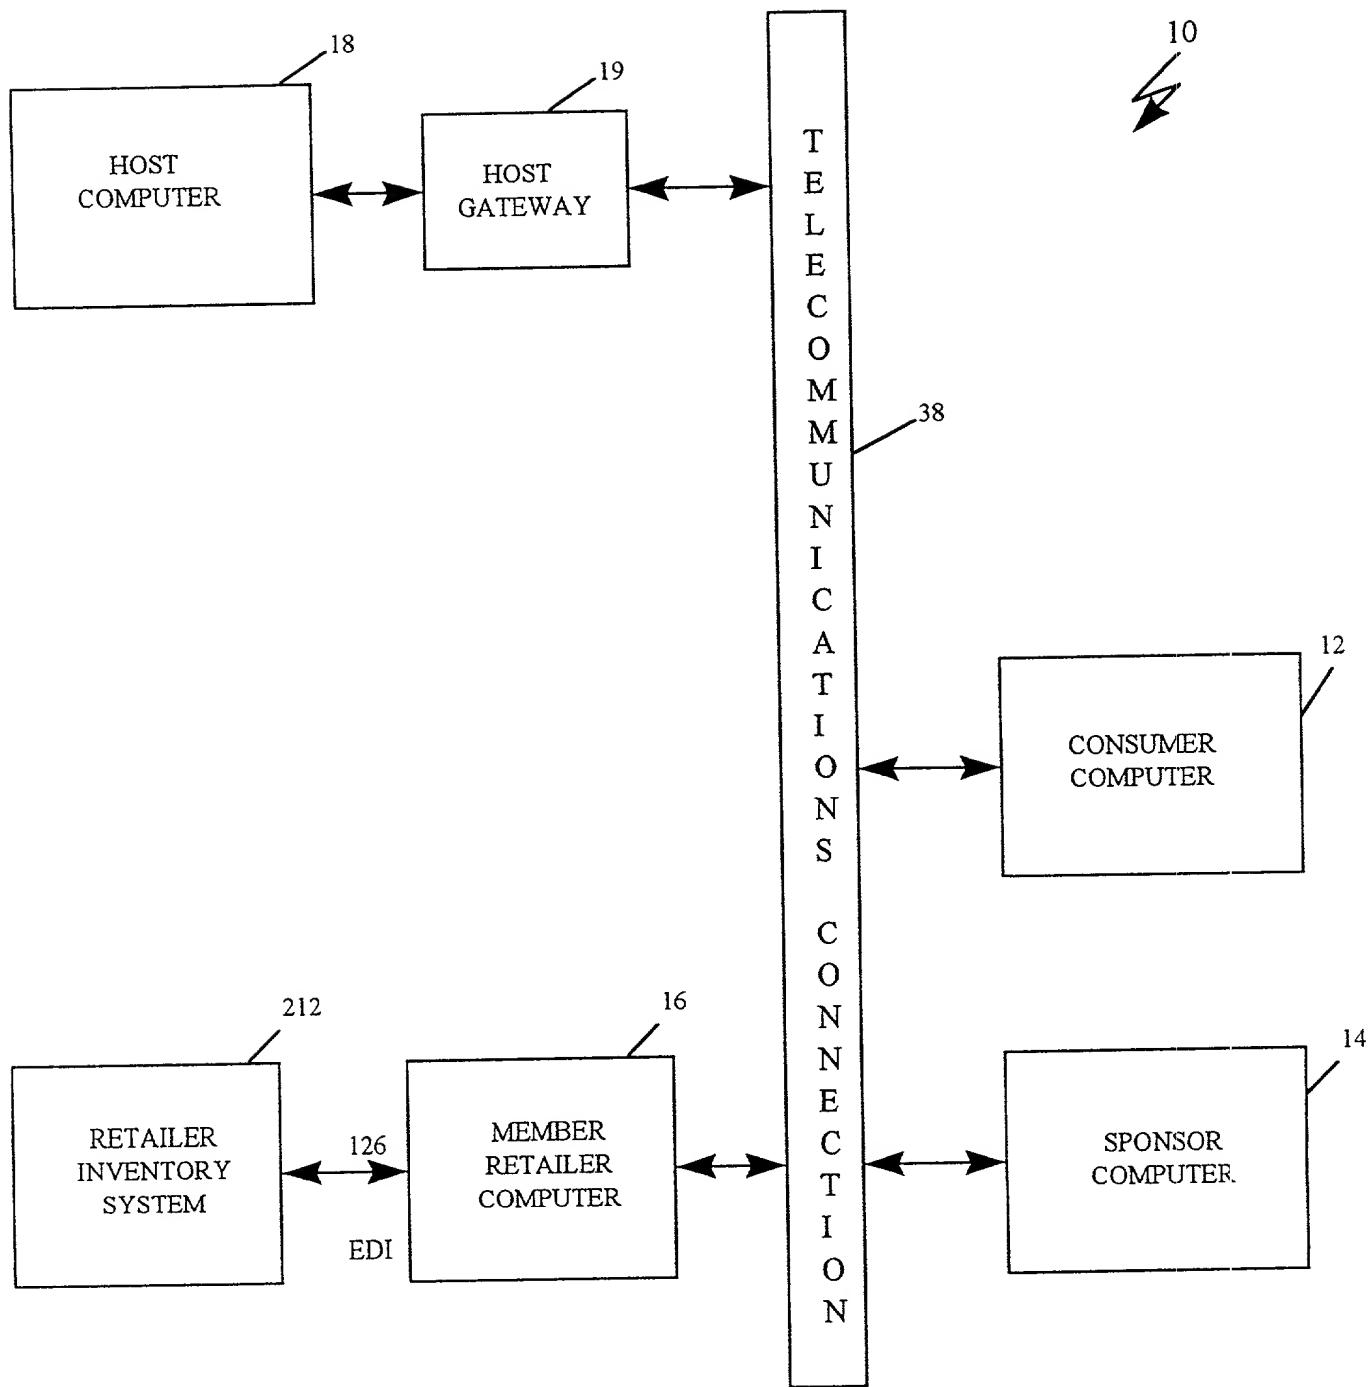 10
18
19
HOST
COMPUTER
HOST
GATEWAY
TELECOMMUNICATIONS CONNECTION
38
12
CONSUMER
COMPUTER
212
16
14
RETAILER
INVENTORY
SYSTEM
126
EDI
MEMBER
RETAILER
COMPUTER
SPONSOR
COMPUTER